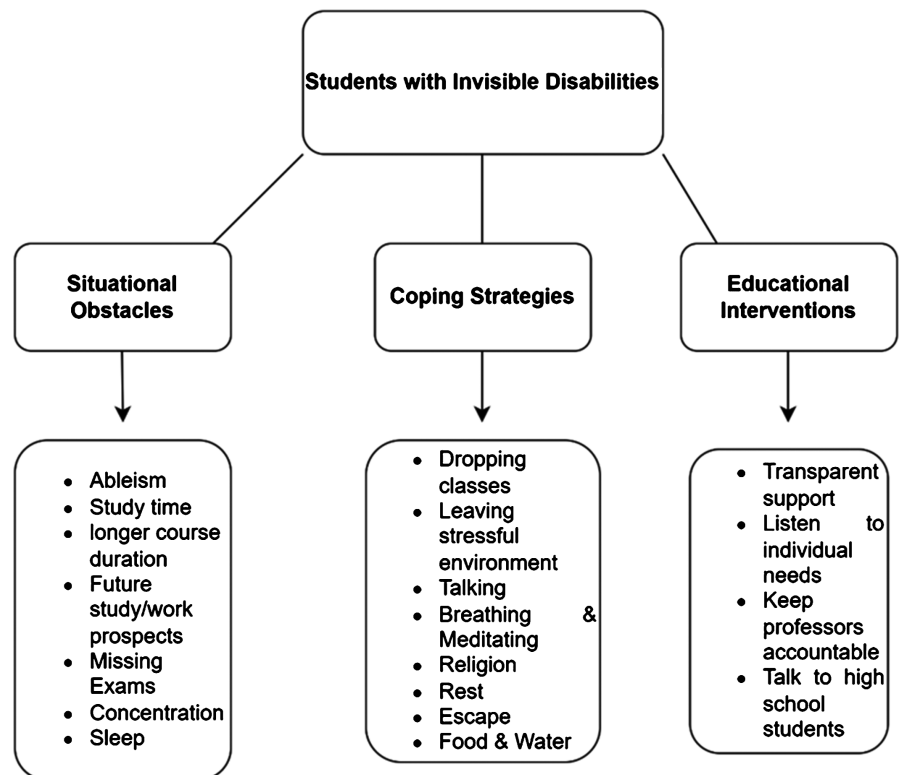 Students with Invisible Disabilities
Situational
Obstacles
Coping Strategies
Educational
Interventions
• Ableism
• Study time
• longer course
duration
• Future
study/work
prospects
• Missing
Exams
• Concentration
• Sleep
• Dropping
classes
• Leaving
stressful
environment
• Talking
• Breathing &
Meditating
• Religion
• Rest
• Escape
• Food & Water
• Transparent
support
• Listen to
individual
needs
• Keep
professors
accountable
• Talk to high
school
students